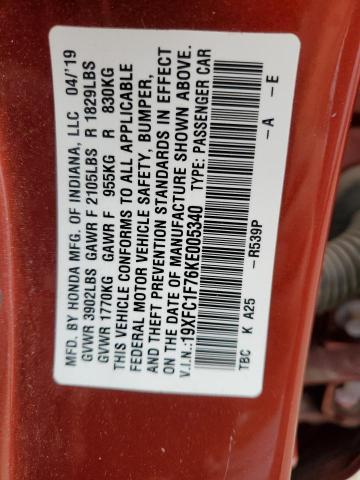 MFD. BY HONDA MFG. OF INDIANA, LLC 04/'19
GVWR 3902LBS GAWR F 2105LBS R 1829LBS
GVWR 1770KG GAWR F 955KG R 830KG
THIS VEHICLE CONFORMS TO ALL APPLICABLE
FEDERAL MOTOR VEHICLE SAFETY, BUMPER,
AND THEFT PREVENTION STANDARDS IN EFFECT
ON THE DATE OF MANUFACTURE SHOWN ABOVE.
V.I.N.:19XFC1F76KE005340 TYPE: PASSENGER CAR
TBC K A25 -R539P -A -E